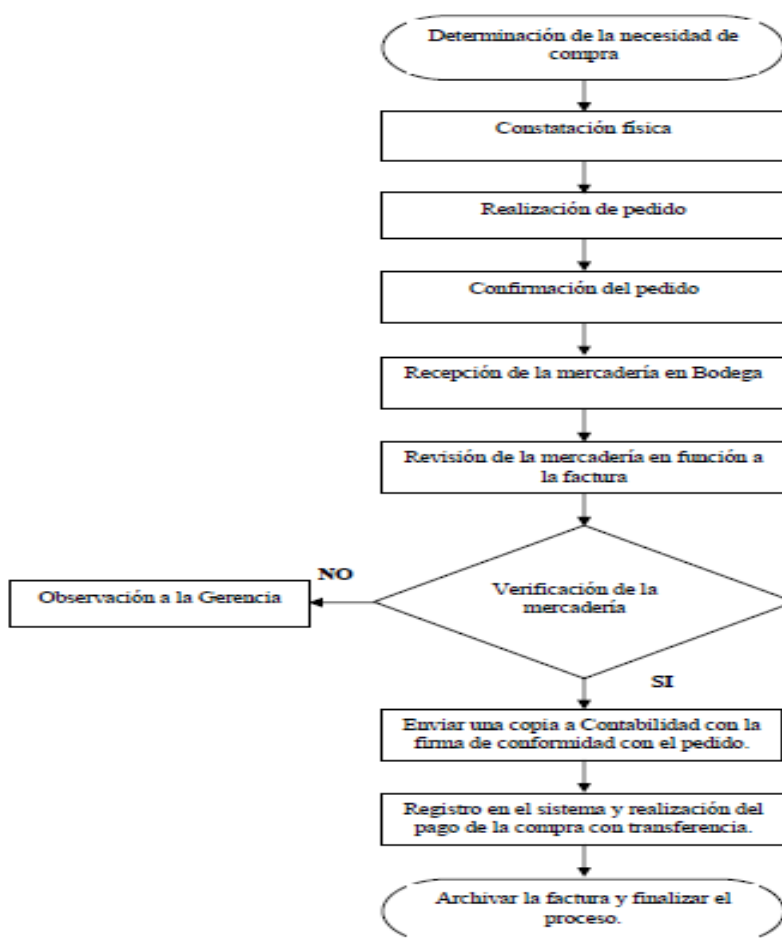 Determinación de la necesidad de
compra
Constatación física
Realización de pedido
Confirmación del pedido
Recepción de la mercadería en Bodega
Revisión de la mercadería en función a
la factura
Verificación de la
mercadería
NO
Observación a la Gerencia
SI
Enviar una copia a Contabilidad con la
firma de conformidad con el pedido.
Registro en el sistema y realización del
pago de la compra con transferencia.
Archivar la factura y finalizar el
proceso.